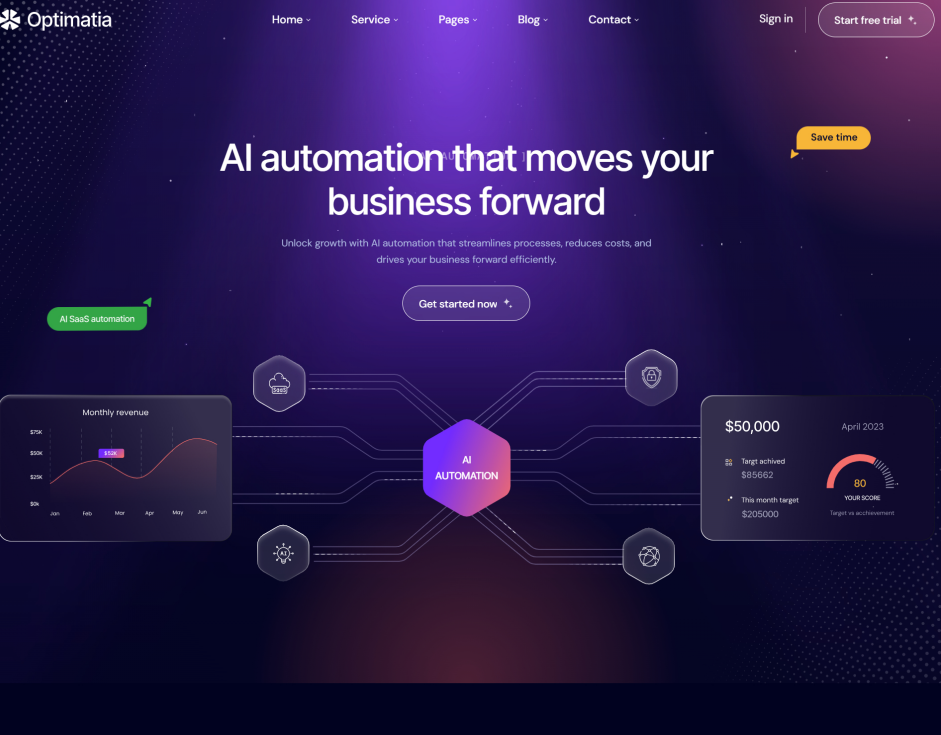 Optimatia
Home
Service
Pages
Blog
Contact
Sign in
Start free trial
Save time
AI automation that moves your
business forward
Unlock growth with AI automation that streamlines processes, reduces costs, and
drives your business forward efficiently.
Get started now
AI SaaS automation
SaaS
Monthly revenue
$75K
$50K
$52K
$25K
$0k
Jan
Feb
Mar
Apr
May
Jun
AI
AUTOMATION
AI
$50,000
April 2023
Targt achived
$85662
This month target
$205000
80
YOUR SCORE
Target vs acchievement